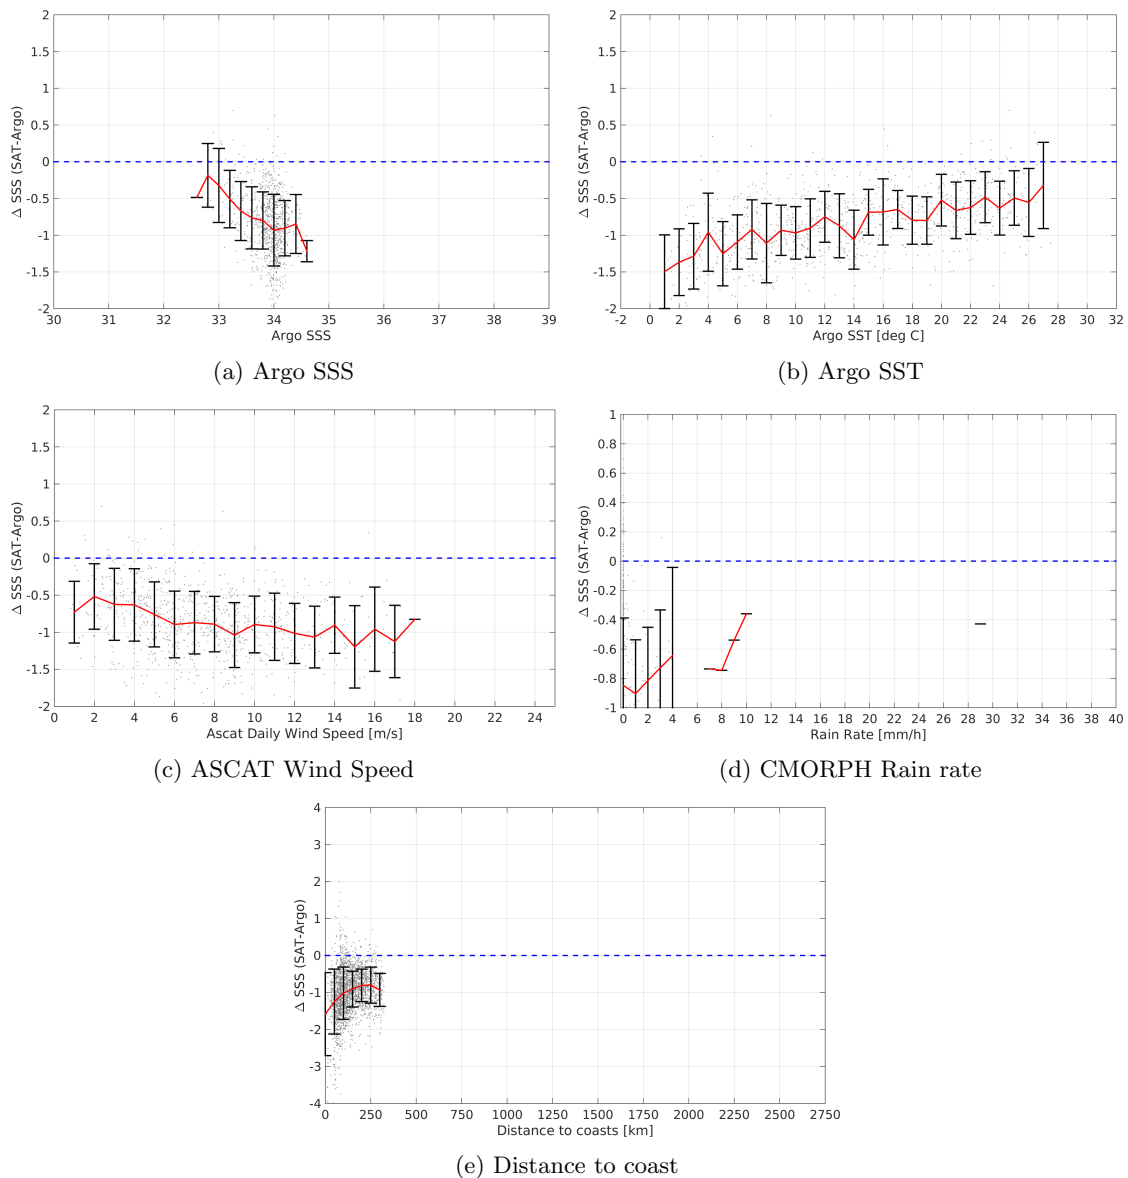 2
1.5
1
0.5
0
-0.5
-1
-1.5
-2
Δ SSS (SAT-Argo)
30 31 32 33 34 35 36 37 38 39
Argo SSS
(a) Argo SSS
2
1.5
1
0.5
0
-0.5
-1
-1.5
-2
Δ SSS (SAT-Argo)
-2 0 2 4 6 8 10 12 14 16 18 20 22 24 26 28 30 32
Argo SST [deg C]
(b) Argo SST
2
1.5
1
0.5
0
-0.5
-1
-1.5
-2
Δ SSS (SAT-Argo)
0 2 4 6 8 10 12 14 16 18 20 22 24
Ascat Daily Wind Speed [m/s]
(c) ASCAT Wind Speed
1
0.8
0.6
0.4
0.2
0
-0.2
-0.4
-0.6
-0.8
-1
Δ SSS (SAT-Argo)
0 2 4 6 8 10 12 14 16 18 20 22 24 26 28 30 32 34 36 38 40
Rain Rate [mm/h]
(d) CMORPH Rain rate
4
3
2
1
0
-1
-2
-3
-4
Δ SSS (SAT-Argo)
0 250 500 750 1000 1250 1500 1750 2000 2250 2500 2750
Distance to coasts [km]
(e) Distance to coast